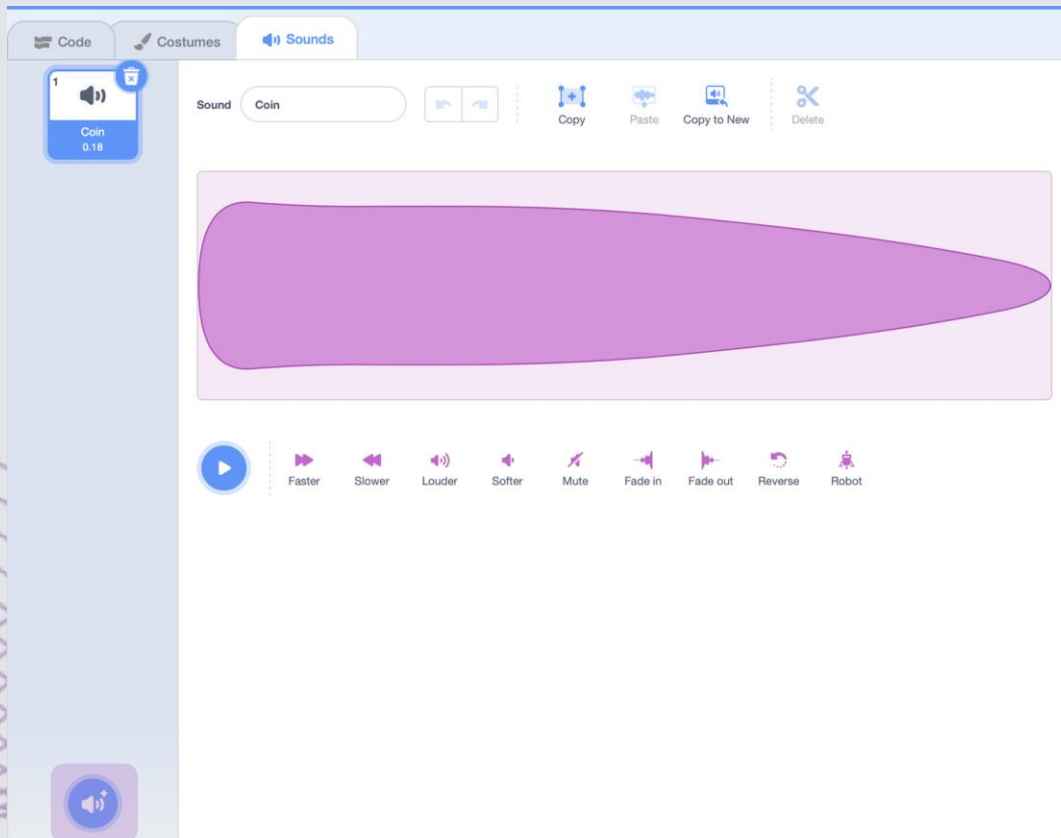 Code Costumes Sounds
1
Coin
0.18
Sound Coin
Copy Paste Copy to New Delete
Faster Slower Louder Softer Mute Fade in Fade out Reverse Robot